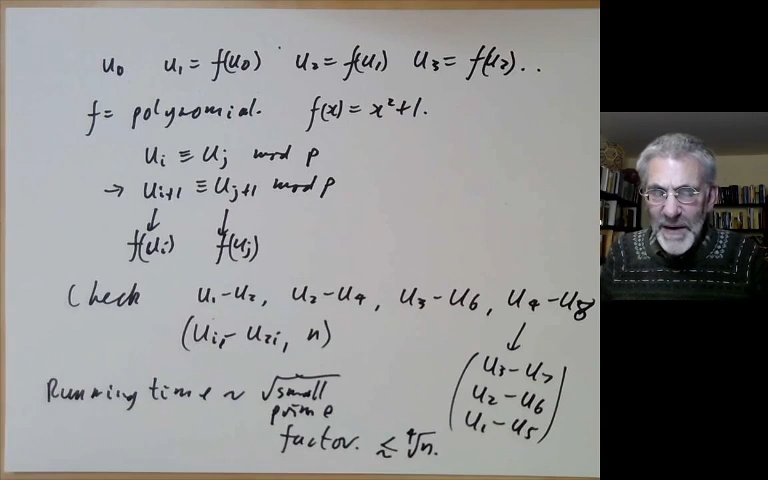 u₀ u₁ = f(u₀) u₂ = f(u₁) u₃ = f(u₂)..
f = polynomial. f(x) = x²+1.
uᵢ ≡ uⱼ mod p
→ uᵢ₊₁ ≡ uⱼ₊₁ mod p
↓ ↓
f(uᵢ) f(uⱼ)
Check u₁-u₂, u₂-u₄, u₃-u₆, u₄-u₈
(uᵢ,- u₂ᵢ, n)
↓
(u₃-u₇
u₂-u₆
u₁-u₅)
Running time ~ √small
prime
factor. ≲ ⁴√n.